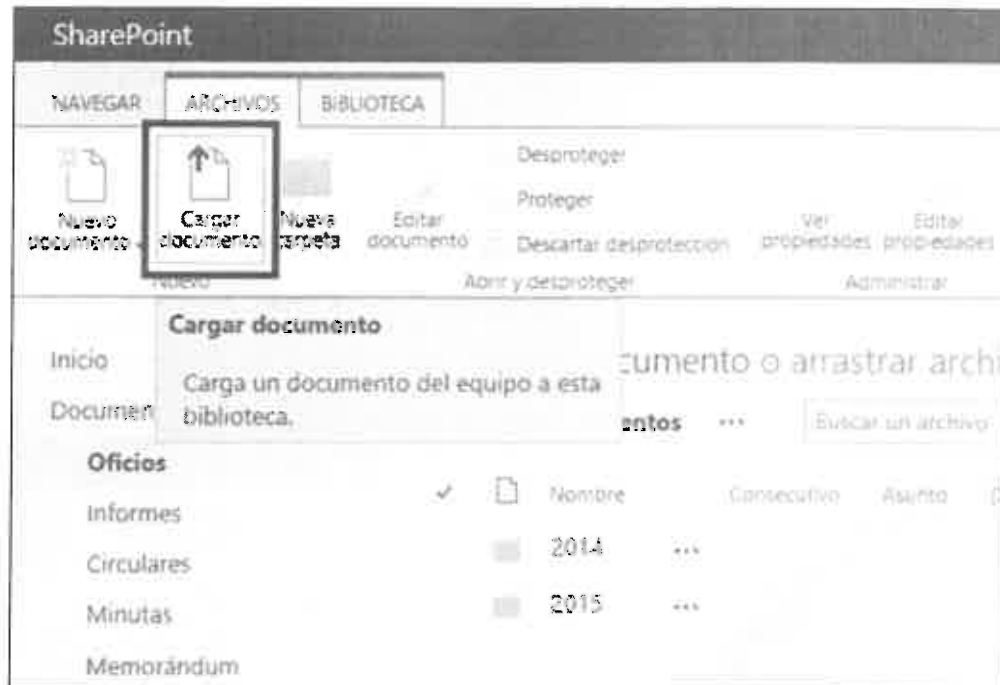 SharePoint
NAVEGAR ARCHIVOS BIBLIOTECA
Nuevo documento
Cargar documento
Nueva carpeta
Editar documento
Desproteger
Proteger
Descartar desprotección
Ver propiedades
Editar propiedades
Nuevo
Abrir y desproteger
Administrar
Cargar documento
Carga un documento del equipo a esta
biblioteca.
Inicio
Documen
Oficios
Informes
Circulares
Minutas
Memorándum
cumento o arrastrar archi
entos ...
Buscar un archivo
Nombre Consecutivo Asunto
2014 ...
2015 ...